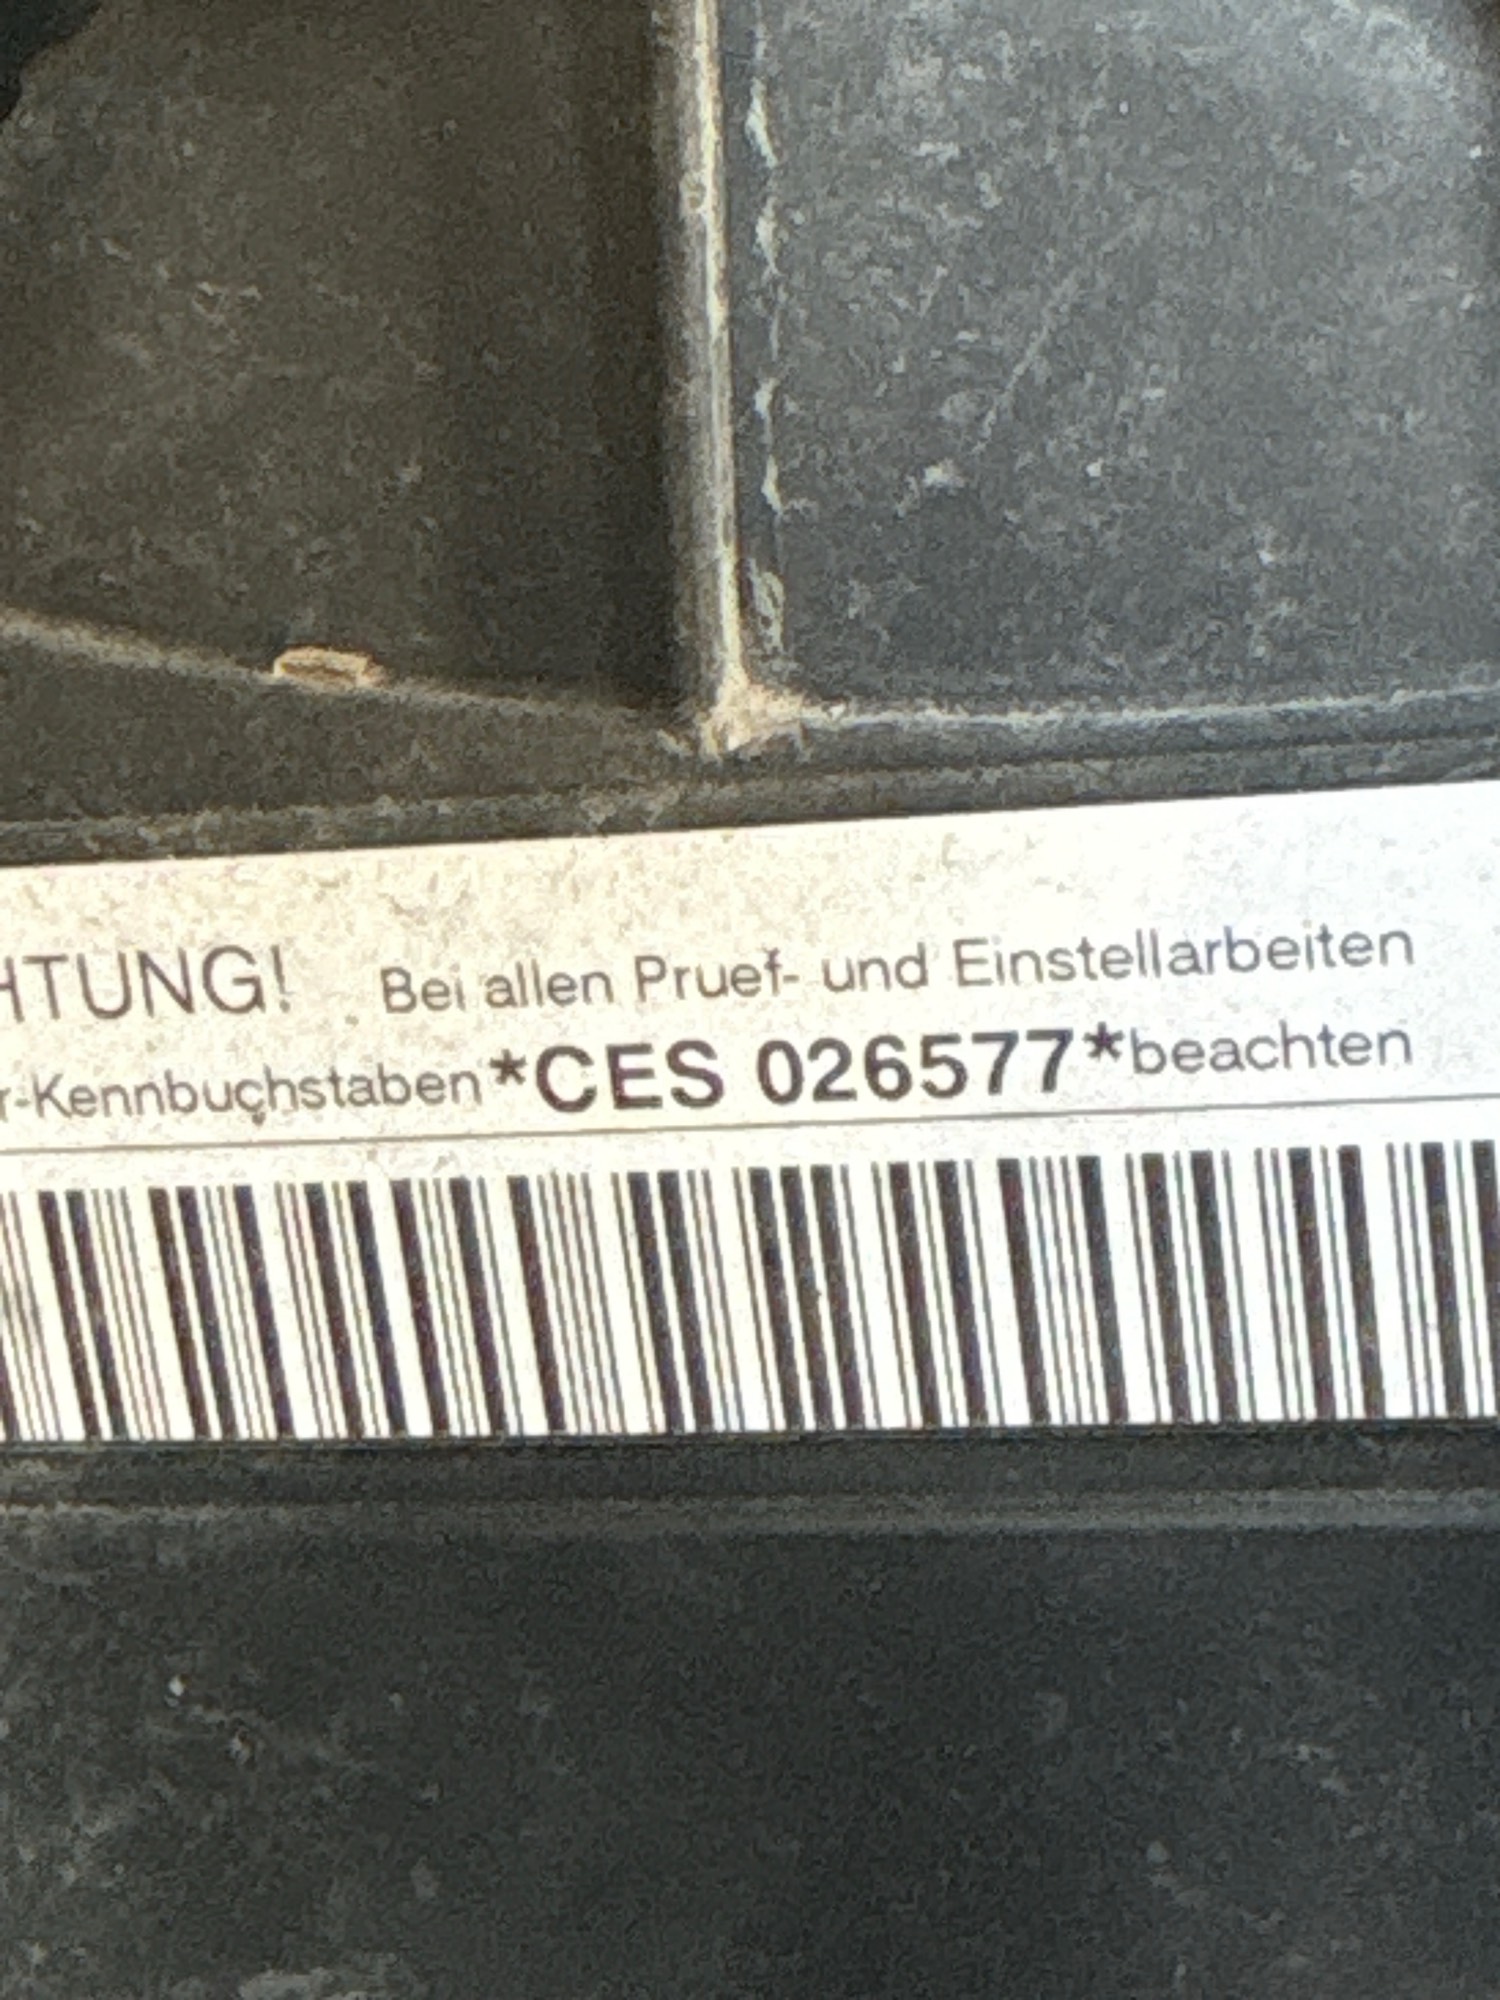 HTUNG! Bei allen Pruef- und Einstellarbeiten
r-Kennbuchstaben *CES 026577* beachten